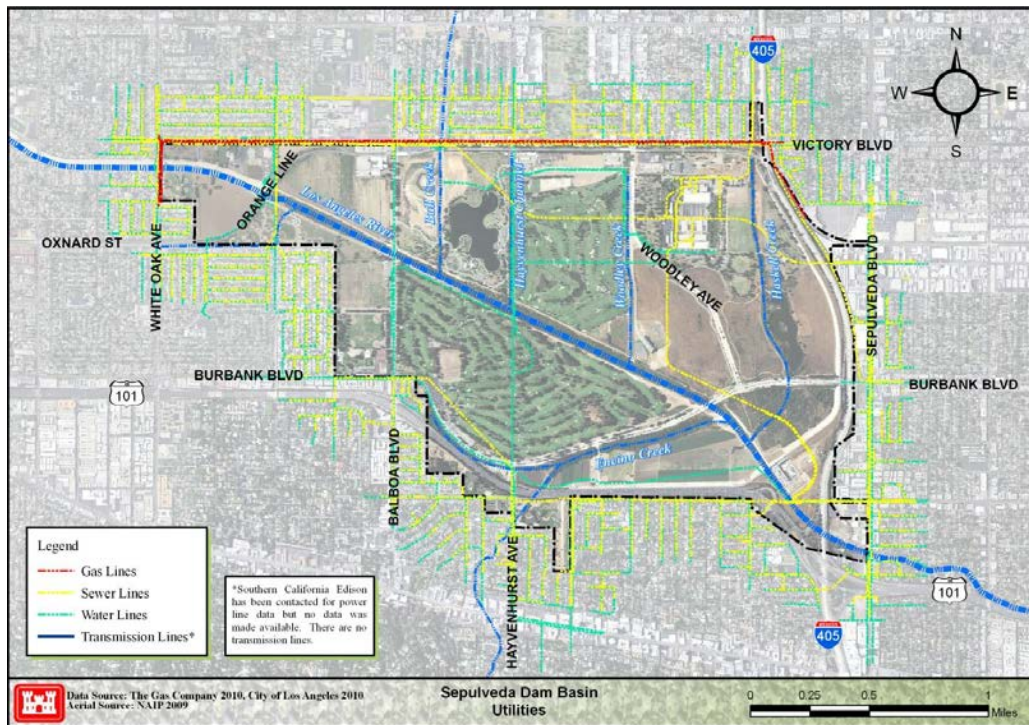 N
W
E
S
405
VICTORY BLVD
Los Angeles River
Bull Creek
Hayvenhurst Channel
Woodley Creek
Haskell Creek
ORANGE LINE
OXNARD ST
WHITE OAK AVE
WOODLEY AVE
SEPULVEDA BLVD
BURBANK BLVD
BURBANK BLVD
101
BALBOA BLVD
Encino Creek
HAYVENHURST AVE
101
405
Legend
Gas Lines
Sewer Lines
Water Lines
Transmission Lines*
*Southern California Edison
has been contacted for power
line data but no data was
made available. There are no
transmission lines.
Data Source: The Gas Company 2010, City of Los Angeles 2010
Aerial Source: NAIP 2009
Sepulveda Dam Basin
Utilities
0 0.25 0.5 1
Miles